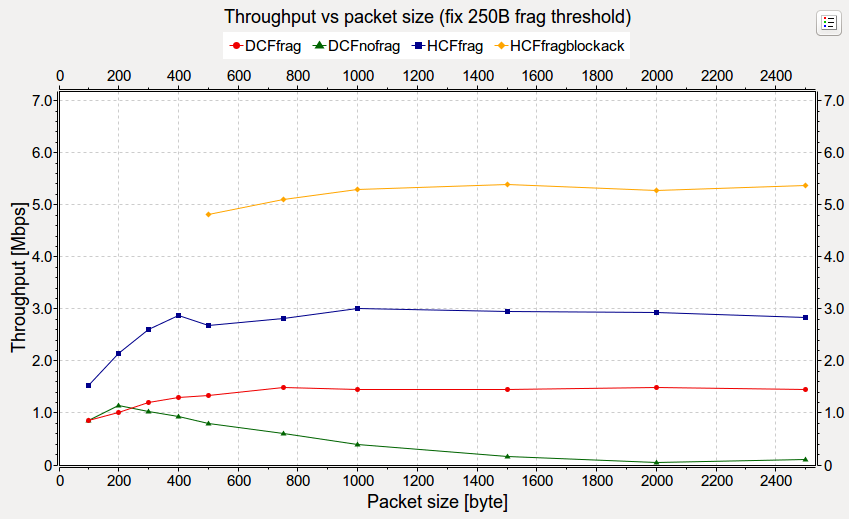 Throughput vs packet size (fix 250B frag threshold)
DCFfrag DCFnofrag HCFfrag HCFfragblockack
0 200 400 600 800 1000 1200 1400 1600 1800 2000 2200 2400
7.0 7.0
6.0 6.0
5.0 5.0
4.0 4.0
3.0 3.0
2.0 2.0
1.0 1.0
0 0
Throughput [Mbps]
0 200 400 600 800 1000 1200 1400 1600 1800 2000 2200 2400
Packet size [byte]